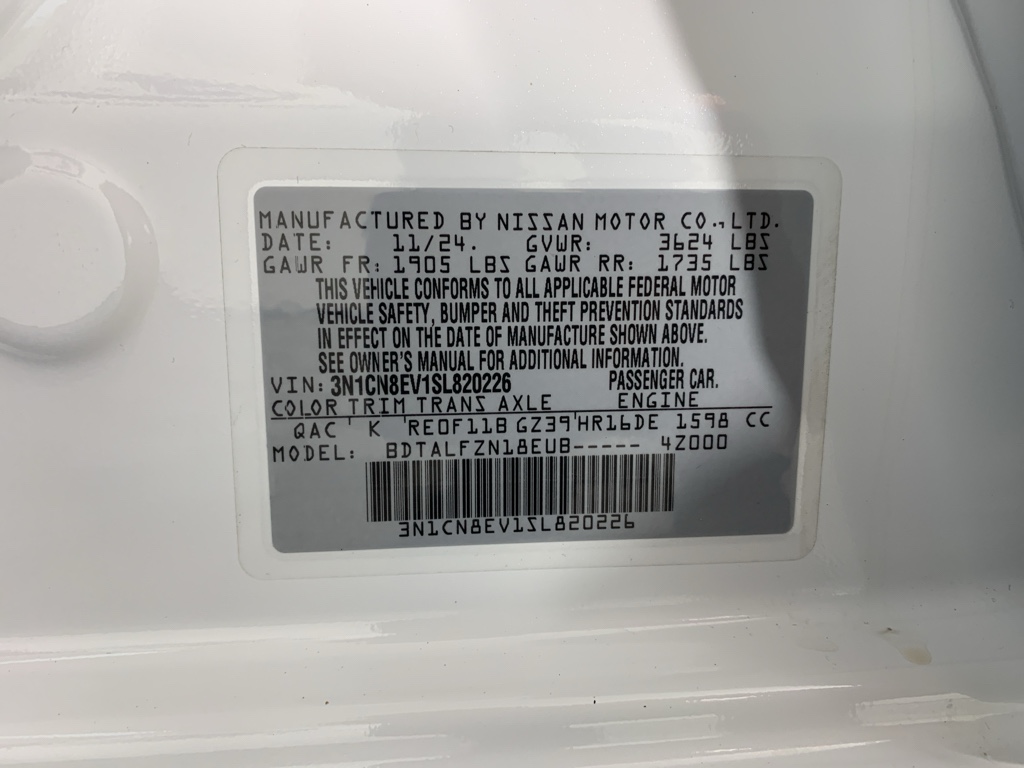 MANUFACTURED BY NISSAN MOTOR CO., LTD.
DATE: 11/24. GVWR: 3624 LBS
GAWR FR: 1905 LBS GAWR RR: 1735 LBS
THIS VEHICLE CONFORMS TO ALL APPLICABLE FEDERAL MOTOR
VEHICLE SAFETY, BUMPER AND THEFT PREVENTION STANDARDS
IN EFFECT ON THE DATE OF MANUFACTURE SHOWN ABOVE.
SEE OWNER'S MANUAL FOR ADDITIONAL INFORMATION.
VIN: 3N1CN8EV1SL820226 PASSENGER CAR.
COLOR TRIM TRANS AXLE ENGINE
QAC ' K 'RE0F11B GZ39'HR16DE 1598 CC
MODEL: BDTALFZN18EUB----- 4Z000
3N1CN8EV1SL820226